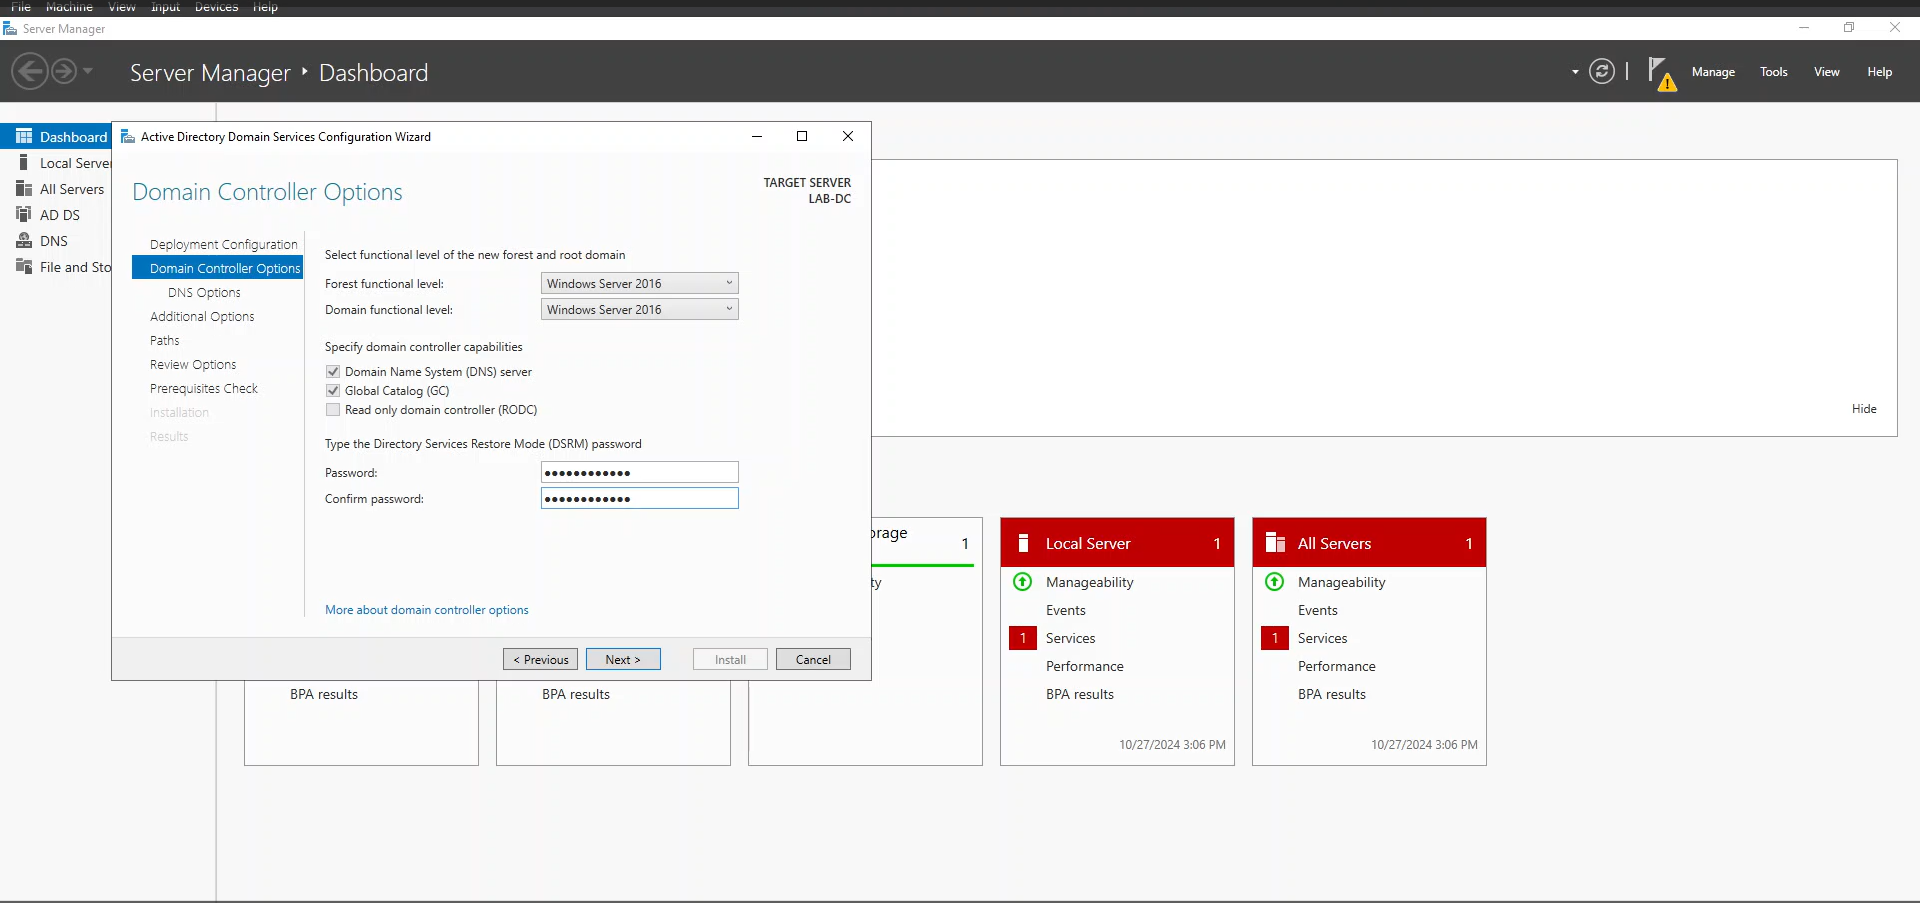 File Machine View Input Devices Help
Server Manager
Server Manager ‣ Dashboard
Manage Tools View Help
Dashboard
Local Server
All Servers
AD DS
DNS
File and Sto
Active Directory Domain Services Configuration Wizard
Domain Controller Options
TARGET SERVER
LAB-DC
Deployment Configuration
Domain Controller Options
DNS Options
Additional Options
Paths
Review Options
Prerequisites Check
Installation
Results
Select functional level of the new forest and root domain
Forest functional level: Windows Server 2016
Domain functional level: Windows Server 2016
Specify domain controller capabilities
Domain Name System (DNS) server
Global Catalog (GC)
Read only domain controller (RODC)
Type the Directory Services Restore Mode (DSRM) password
Password: ●●●●●●●●●●●●
Confirm password: ●●●●●●●●●●●●
More about domain controller options
< Previous Next > Install Cancel
Hide
BPA results
BPA results
orage 1
ty
Local Server 1
Manageability
Events
1 Services
Performance
BPA results
10/27/2024 3:06 PM
All Servers 1
Manageability
Events
1 Services
Performance
BPA results
10/27/2024 3:06 PM